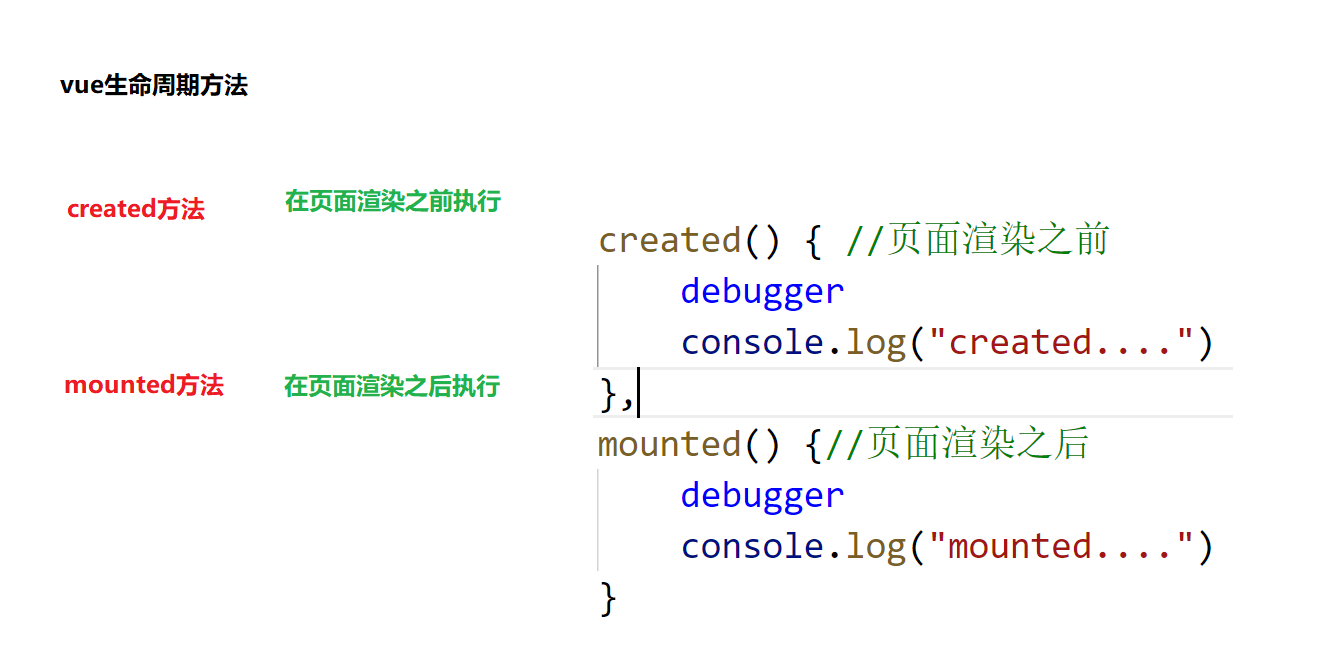 vue生命周期方法
created方法
在页面渲染之前执行
created() { //页面渲染之前
debugger
console.log("created....")
},
mounted方法
在页面渲染之后执行
mounted() {//页面渲染之后
debugger
console.log("mounted....")
}